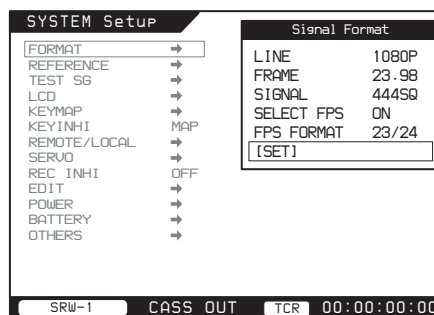 SYSTEM Setup
FORMAT ➡
REFERENCE ➡
TEST SG ➡
LCD ➡
KEYMAP ➡
KEYINHI MAP
REMOTE/LOCAL ➡
SERVO ➡
REC INHI OFF
EDIT ➡
POWER ➡
BATTERY ➡
OTHERS ➡
Signal Format
LINE 1080P
FRAME 23.98
SIGNAL 444SQ
SELECT FPS ON
FPS FORMAT 23/24
[SET]
SRW-1 CASS OUT TCR 00:00:00:00